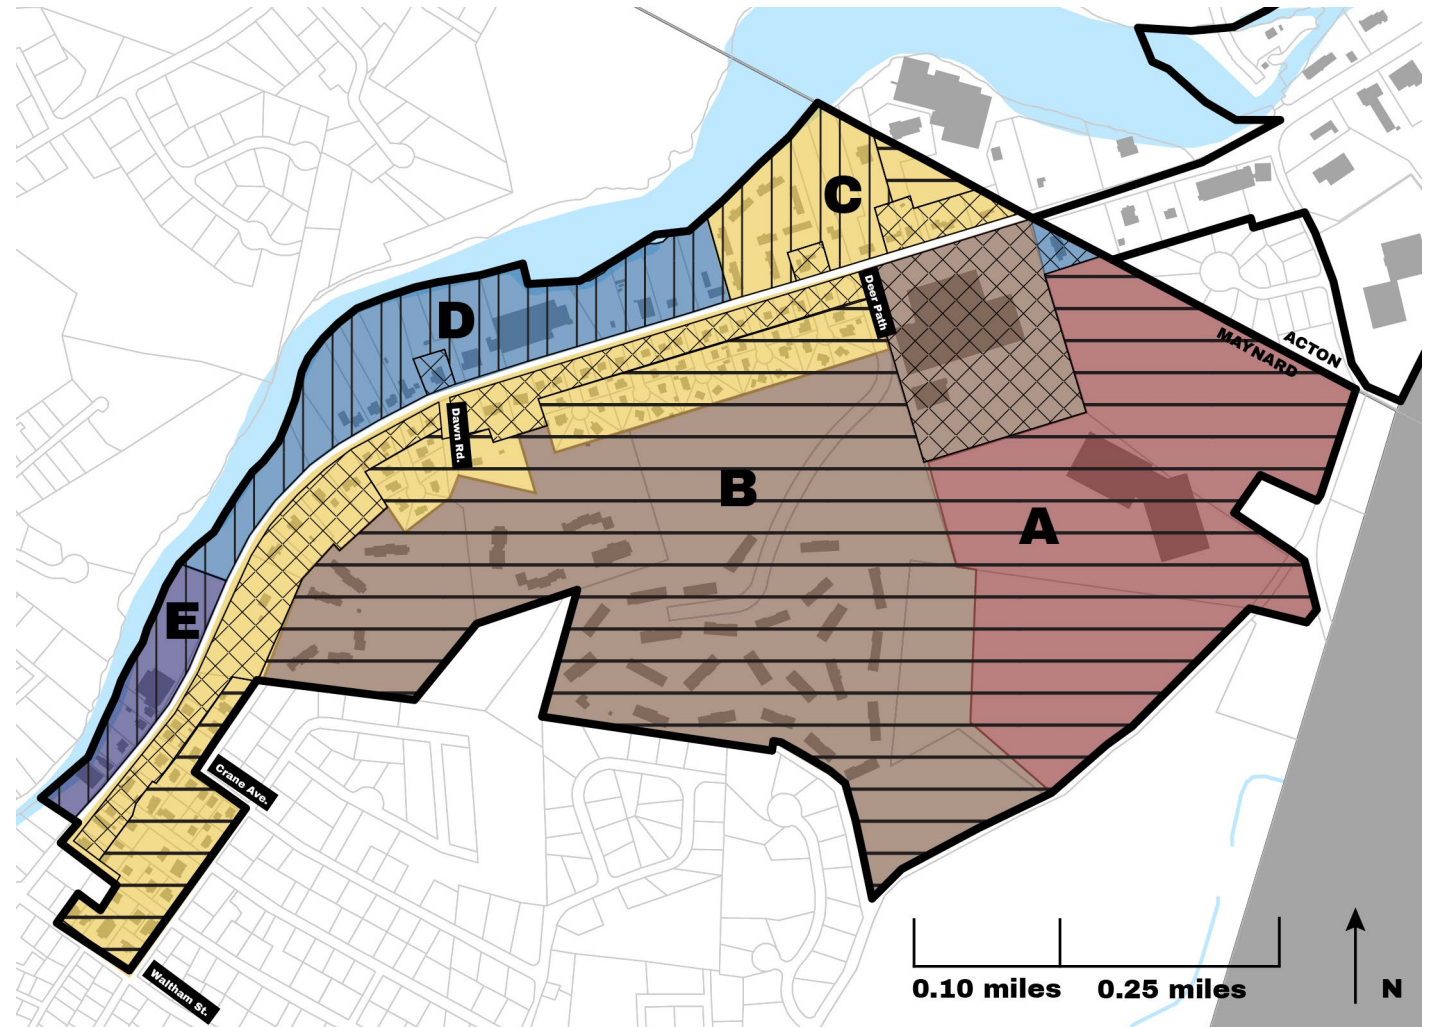 C
Deer Path
D
ACTON
MAYNARD
Dawn Rd.
B
A
E
Crane Ave.
Waltham St.
0.10 miles
0.25 miles
N